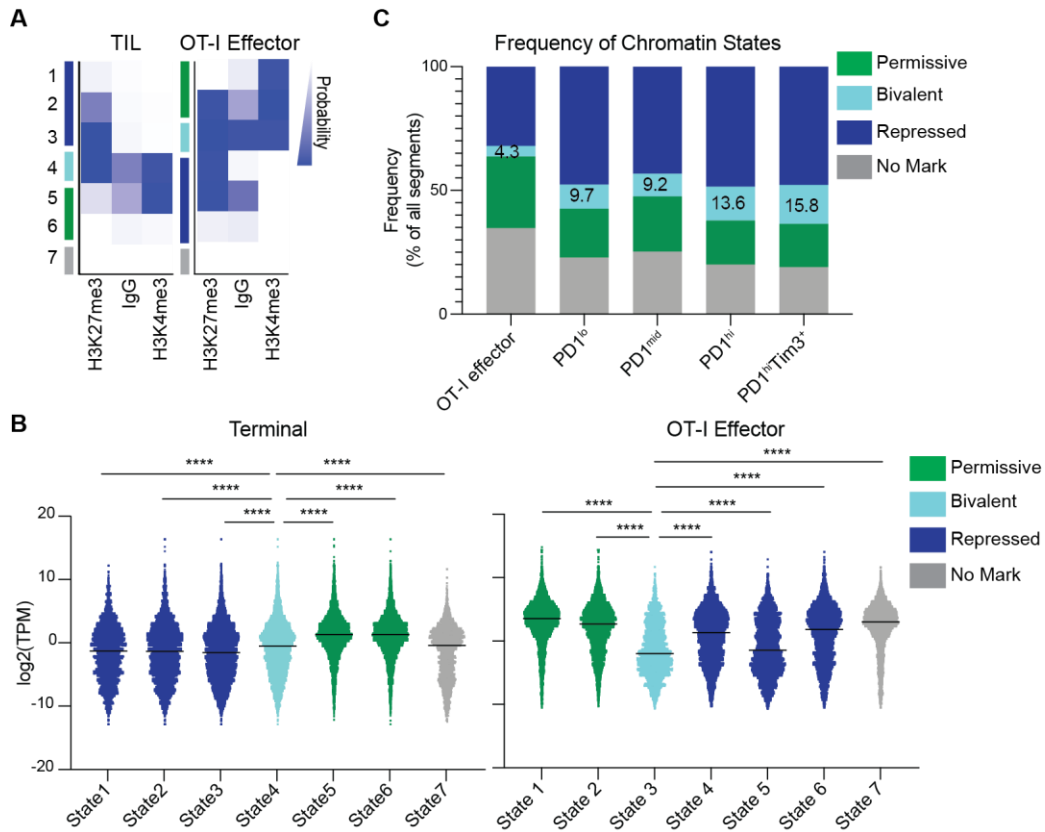 A
TIL
OT-I Effector
1
2
3
4
5
6
7
Probability
H3K27me3
IgG
H3K4me3
H3K27me3
IgG
H3K4me3
C
Frequency of Chromatin States
Frequency
(% of all segments)
100
50
0
4.3
9.7
9.2
13.6
15.8
OT-I effector
PD1lo
PD1mid
PD1hi
PD1hiTim3+
Permissive
Bivalent
Repressed
No Mark
B
Terminal
log2(TPM)
20
10
0
-10
-20
**** ****
**** ****
**** ****
State1
State2
State3
State4
State5
State6
State7
OT-I Effector
****
****
**** ****
**** ****
State 1
State 2
State 3
State 4
State 5
State 6
State 7
Permissive
Bivalent
Repressed
No Mark